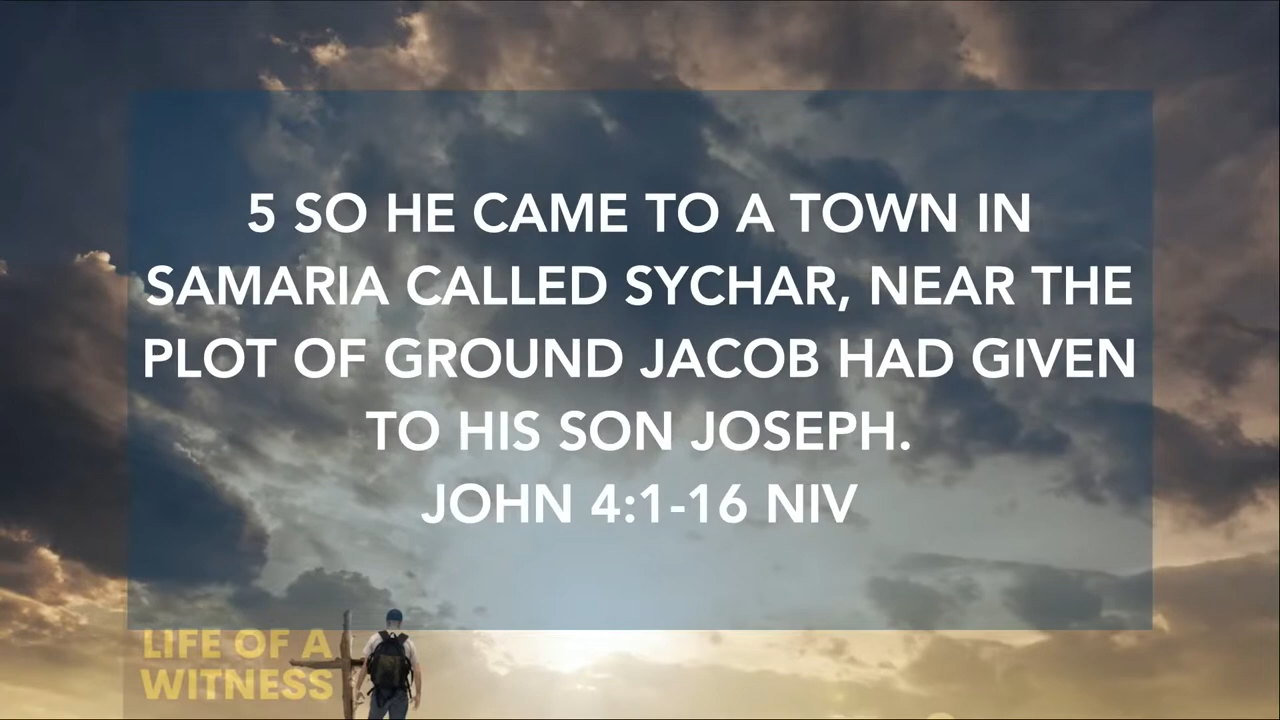 5 SO HE CAME TO A TOWN IN
SAMARIA CALLED SYCHAR, NEAR THE
PLOT OF GROUND JACOB HAD GIVEN
TO HIS SON JOSEPH.
JOHN 4:1-16 NIV
LIFE OF A
WITNESS